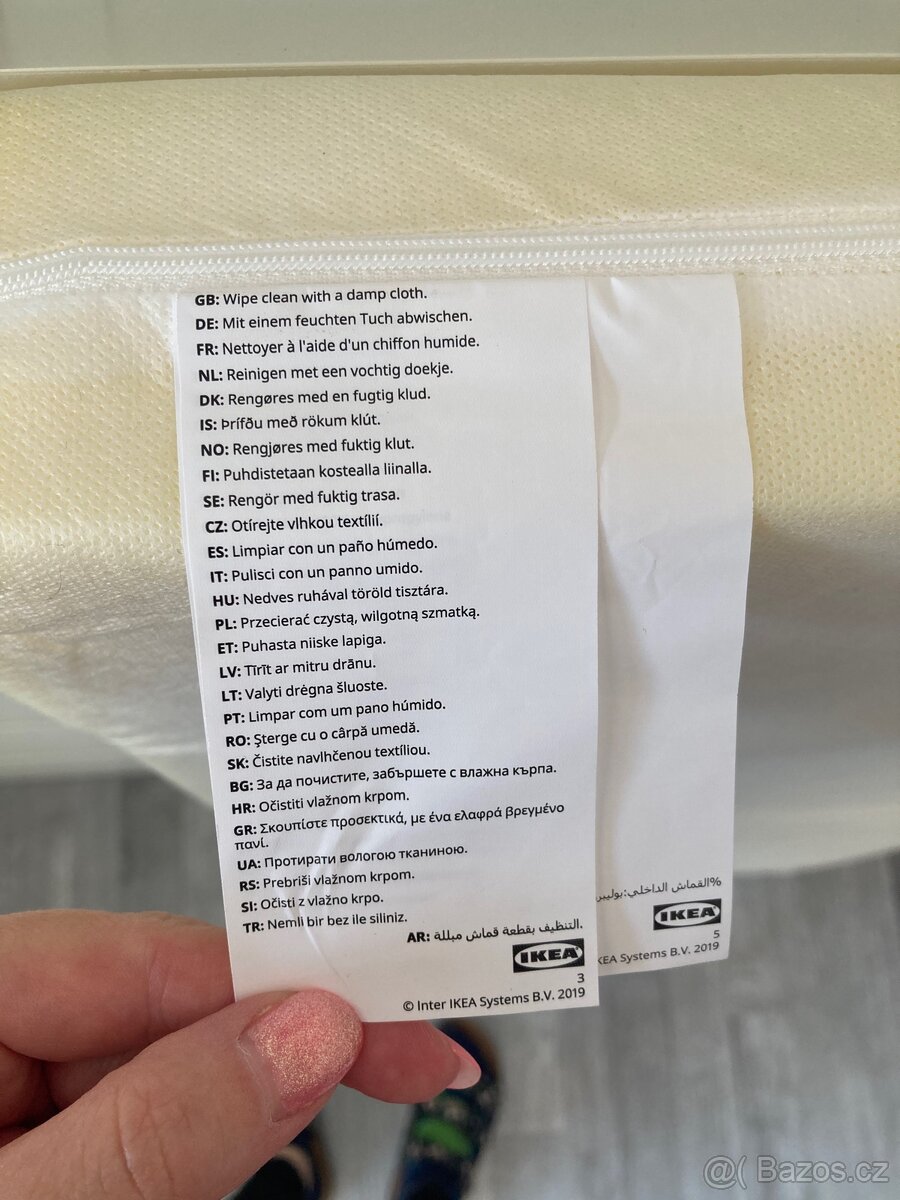 GB: Wipe clean with a damp cloth.
DE: Mit einem feuchten Tuch abwischen.
FR: Nettoyer à l'aide d'un chiffon humide.
NL: Reinigen met een vochtig doekje.
DK: Rengøres med en fugtig klud.
IS: Þrífðu með rökum klút.
NO: Rengjøres med fuktig klut.
FI: Puhdistetaan kostealla liinalla.
SE: Rengör med fuktig trasa.
CZ: Otírejte vlhkou textílií.
ES: Limpiar con un paño húmedo.
IT: Pulisci con un panno umido.
HU: Nedves ruhával töröld tisztára.
PL: Przecierać czystą, wilgotną szmatką.
ET: Puhasta niiske lapiga.
LV: Tīrīt ar mitru drānu.
LT: Valyti drėgna šluoste.
PT: Limpar com um pano húmido.
RO: Şterge cu o cârpă umedă.
SK: Čistite navlhčenou textíliou.
BG: За да почистите, забършете с влажна кърпа.
HR: Očistiti vlažnom krpom.
GR: Σκουπίστε προσεκτικά, με ένα ελαφρά βρεγμένο
πανί.
UA: Протирати вологою тканиною.
RS: Prebriši vlažnom krpom.
SI: Očisti z vlažno krpo.
TR: Nemli bir bez ile siliniz.
AR: التنظيف بقطعة قماش مبللة.
IKEA
3
© Inter IKEA Systems B.V. 2019
%القماش الداخلي:
IKEA
5
IKEA Systems B.V. 2019
@( Bazos.cz